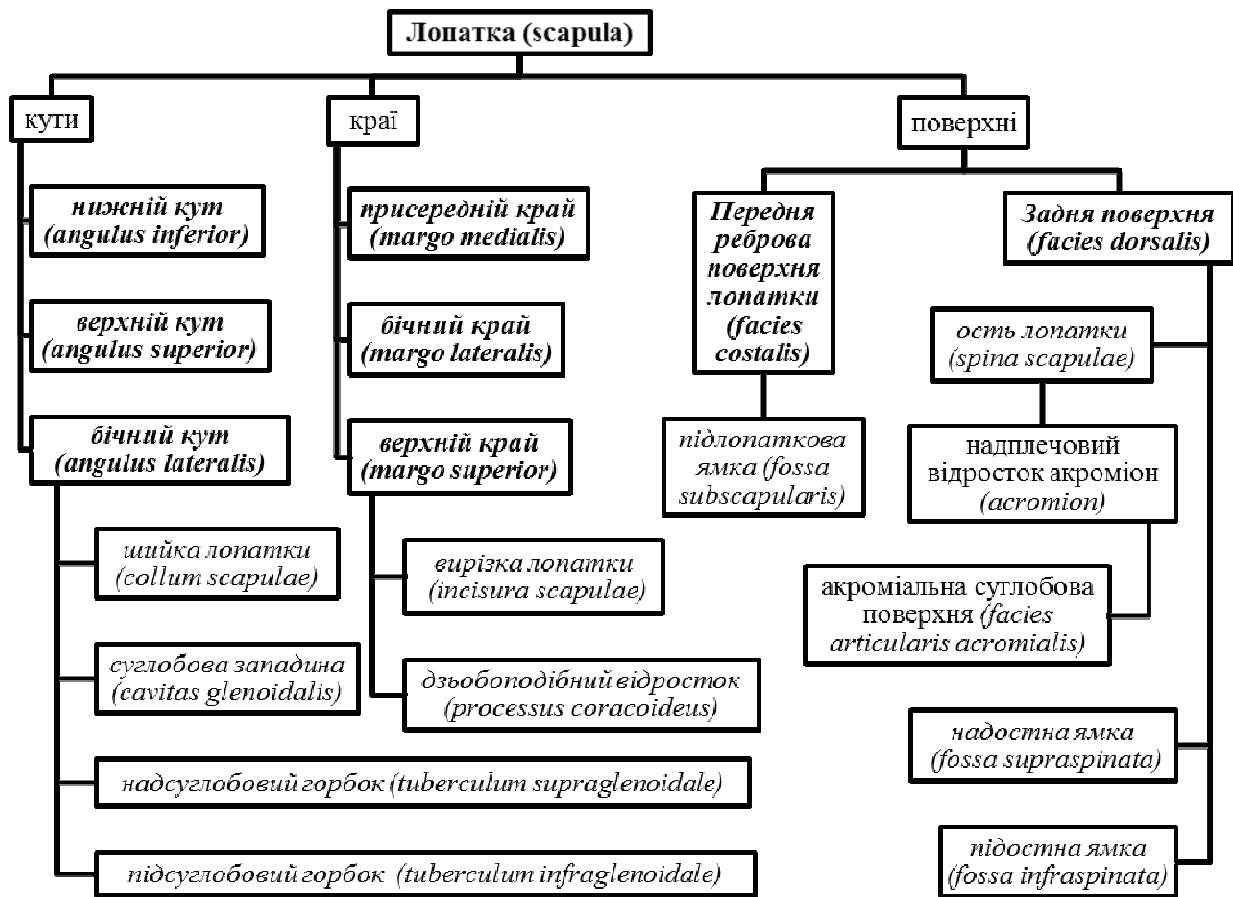 Лопатка (scapula)
кути
нижній кут
(angulus inferior)
верхній кут
(angulus superior)
бічний кут
(angulus lateralis)
шийка лопатки
(collum scapulae)
суглобова западина
(cavitas glenoidalis)
надсуглобовий горбок (tuberculum supraglenoidale)
підсуглобовий горбок (tuberculum infraglenoidale)
краї
присередній край
(margo medialis)
бічний край
(margo lateralis)
верхній край
(margo superior)
вирізка лопатки
(incisura scapulae)
дзьобоподібний відросток
(processus coracoideus)
поверхні
Передня
реброва
поверхня
лопатки
(facies
costalis)
підлопаткова
ямка (fossa
subscapularis)
Задня поверхня
(facies dorsalis)
ость лопатки
(spina scapulae)
надплечовий
відросток акроміон
(acromion)
акроміальна суглобова
поверхня (facies
articularis acromialis)
надостна ямка
(fossa supraspinata)
підостна ямка
(fossa infraspinata)